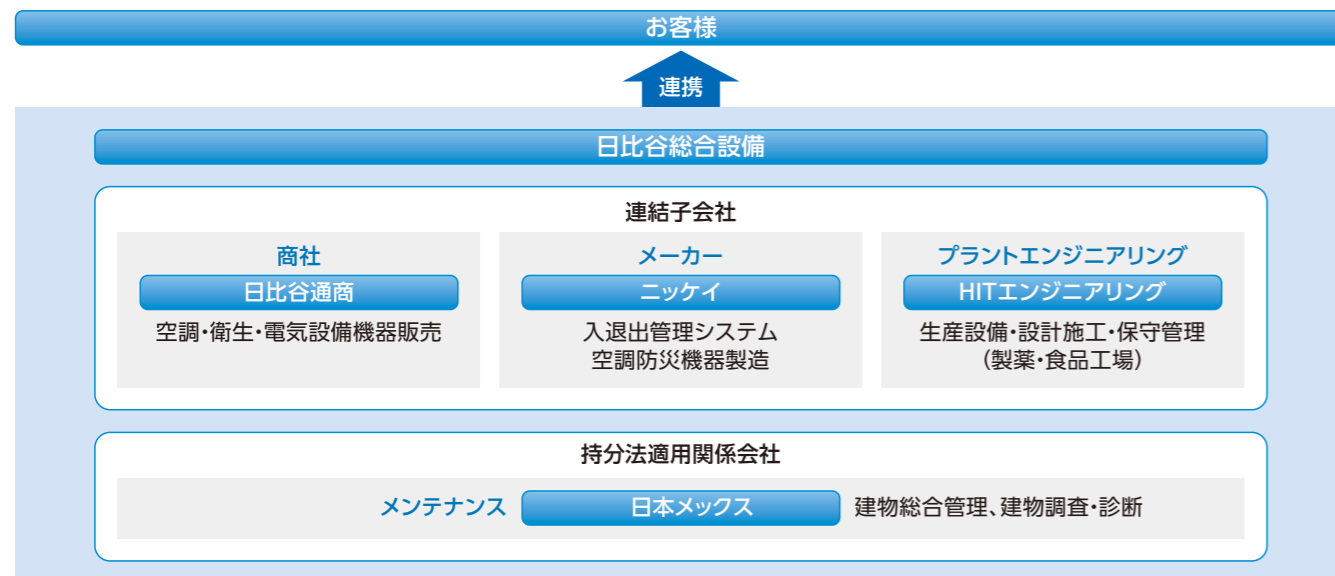 お客様
連携
日比谷総合設備
連結子会社
商社
日比谷通商
空調・衛生・電気設備機器販売
メーカー
ニッケイ
入退出管理システム
空調防災機器製造
プラントエンジニアリング
HITエンジニアリング
生産設備・設計施工・保守管理
（製薬・食品工場）
持分法適用関係会社
メンテナンス 日本メックス 建物総合管理、建物調査・診断